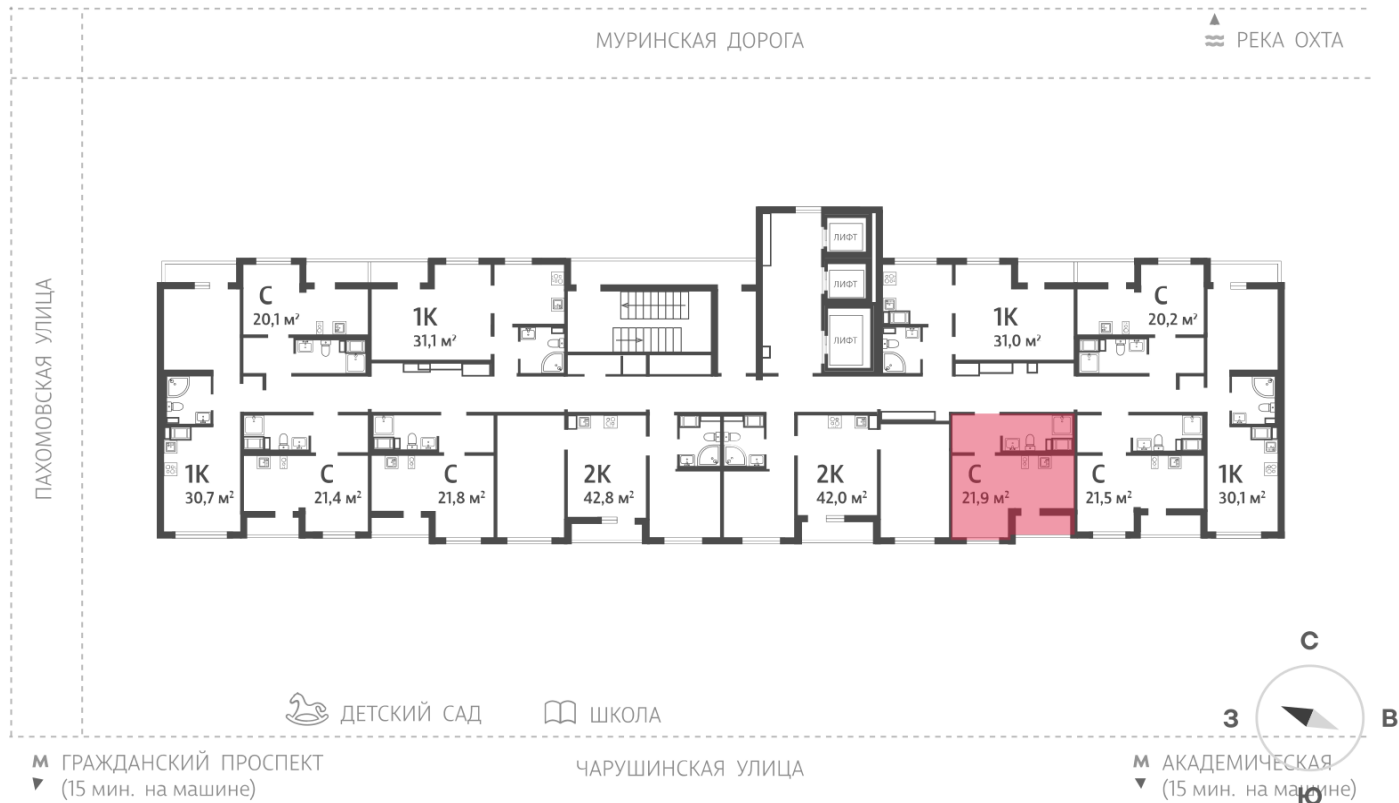 МУРИНСКАЯ ДОРОГА
РЕКА ОХТА
ПАХОМОВСКАЯ УЛИЦА
ЛИФТ
ЛИФТ
ЛИФТ
С
20,1 м²
1К
31,1 м²
1К
31,0 м²
С
20,2 м²
1К
30,7 м²
С
21,4 м²
С
21,8 м²
2К
42,8 м²
2К
42,0 м²
С
21,9 м²
С
21,5 м²
1К
30,1 м²
ДЕТСКИЙ САД
ШКОЛА
С
З
В
Ю
М ГРАЖДАНСКИЙ ПРОСПЕКТ
(15 мин. на машине)
ЧАРУШИНСКАЯ УЛИЦА
М АКАДЕМИЧЕСКАЯ
(15 мин. на машине)